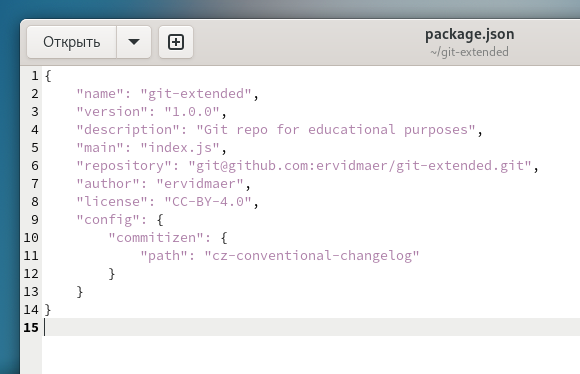 Открыть
package.json
~/git-extended
1 {
2     "name": "git-extended",
3     "version": "1.0.0",
4     "description": "Git repo for educational purposes",
5     "main": "index.js",
6     "repository": "git@github.com:ervidmaer/git-extended.git",
7     "author": "ervidmaer",
8     "license": "CC-BY-4.0",
9     "config": {
10         "commitizen": {
11             "path": "cz-conventional-changelog"
12         }
13     }
14 }
15